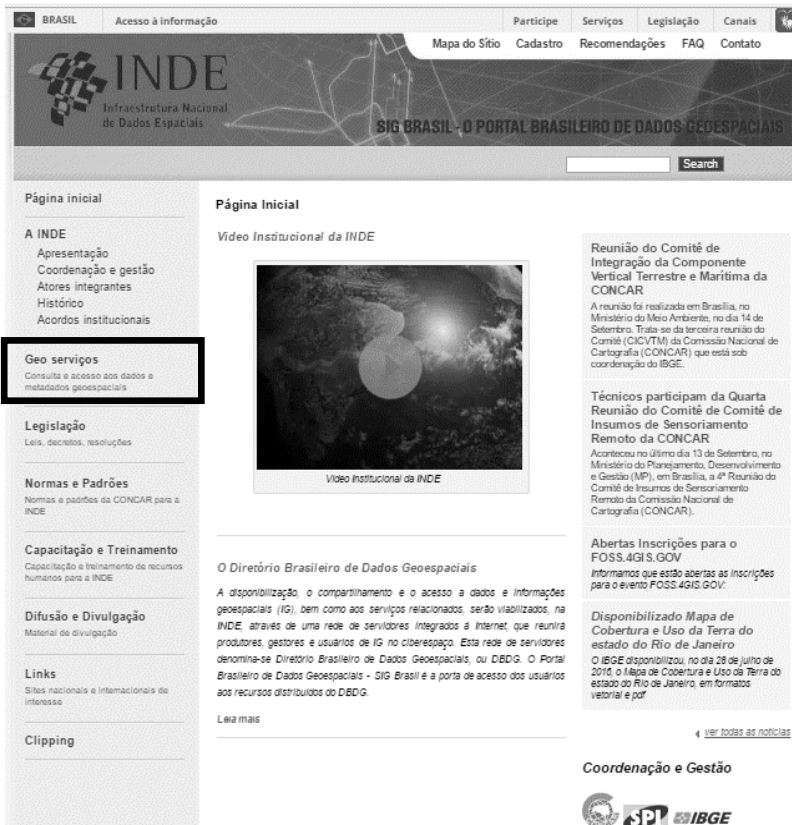 BRASIL
Acesso à informação
Participe
Serviços
Legislação
Canais
Mapa do Sítio
Cadastro
Recomendações
FAQ
Contato
INDE
Infraestrutura Nacional
de Dados Espaciais
SIG BRASIL - O PORTAL BRASILEIRO DE DADOS GEOESPACIAIS
Search
Página inicial
A INDE
Apresentação
Coordenação e gestão
Atores integrantes
Histórico
Acordos institucionais
Geo serviços
Consulta e acesso aos dados e
metadados geoespaciais
Legislação
Leis, decretos, resoluções
Normas e Padrões
Normas e padrões da CONCAR para a
INDE
Capacitação e Treinamento
Capacitação e treinamento de recursos
humanos para a INDE
Difusão e Divulgação
Material de divulgação
Links
Sites nacionais e internacionais de
interesse
Clipping
Página Inicial
Vídeo Institucional da INDE
Vídeo Institucional da INDE
O Diretório Brasileiro de Dados Geoespaciais
A disponibilização, o compartilhamento e o acesso a dados e informações
geoespaciais (IG), bem como aos serviços relacionados, serão viabilizados, na
INDE, através de uma rede de servidores integrados à Internet, que reunirá
produtores, gestores e usuários de IG no ciberespaço. Esta rede de servidores
denomina-se Diretório Brasileiro de Dados Geoespaciais, ou DBDG. O Portal
Brasileiro de Dados Geoespaciais - SIG Brasil é a porta de acesso dos usuários
aos recursos distribuídos do DBDG.
Leia mais
Reunião do Comitê de
Integração da Componente
Vertical Terrestre e Marítima da
CONCAR
A reunião foi realizada em Brasília, no
Ministério do Meio Ambiente, no dia 14 de
Setembro. Trata-se da terceira reunião do
Comitê (CICVTM) da Comissão Nacional de
Cartografia (CONCAR) que está sob
coordenação do IBGE.
Técnicos participam da Quarta
Reunião do Comitê de Comitê de
Insumos de Sensoriamento
Remoto da CONCAR
Aconteceu no último dia 13 de Setembro, no
Ministério do Planejamento, Desenvolvimento
e Gestão (MP), em Brasília, a 4ª Reunião do
Comitê de Insumos de Sensoriamento
Remoto da Comissão Nacional de
Cartografia (CONCAR).
Abertas Inscrições para o
FOSS.4GIS.GOV
Informamos que estão abertas as inscrições
para o evento FOSS.4GIS.GOV:
Disponibilizado Mapa de
Cobertura e Uso da Terra do
estado do Rio de Janeiro
O IBGE disponibilizou, no dia 28 de julho de
2016, o Mapa de Cobertura e Uso da Terra do
estado do Rio de Janeiro, em formatos
vetorial e pdf
ver todas as notícias
Coordenação e Gestão
SPI
IBGE